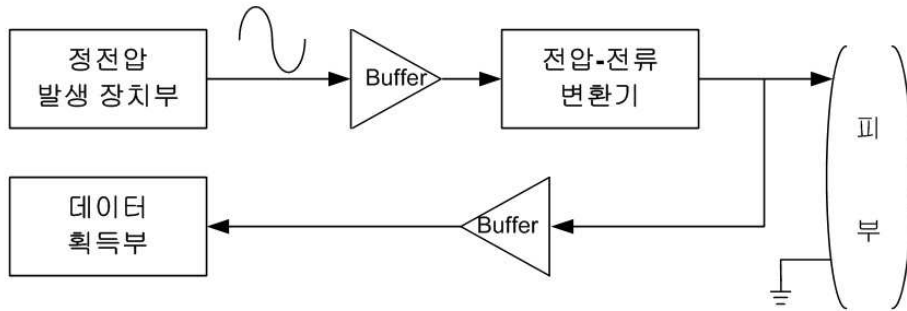 정전압
발생 장치부
Buffer
전압-전류
변환기
피
부
데이터
획득부
Buffer